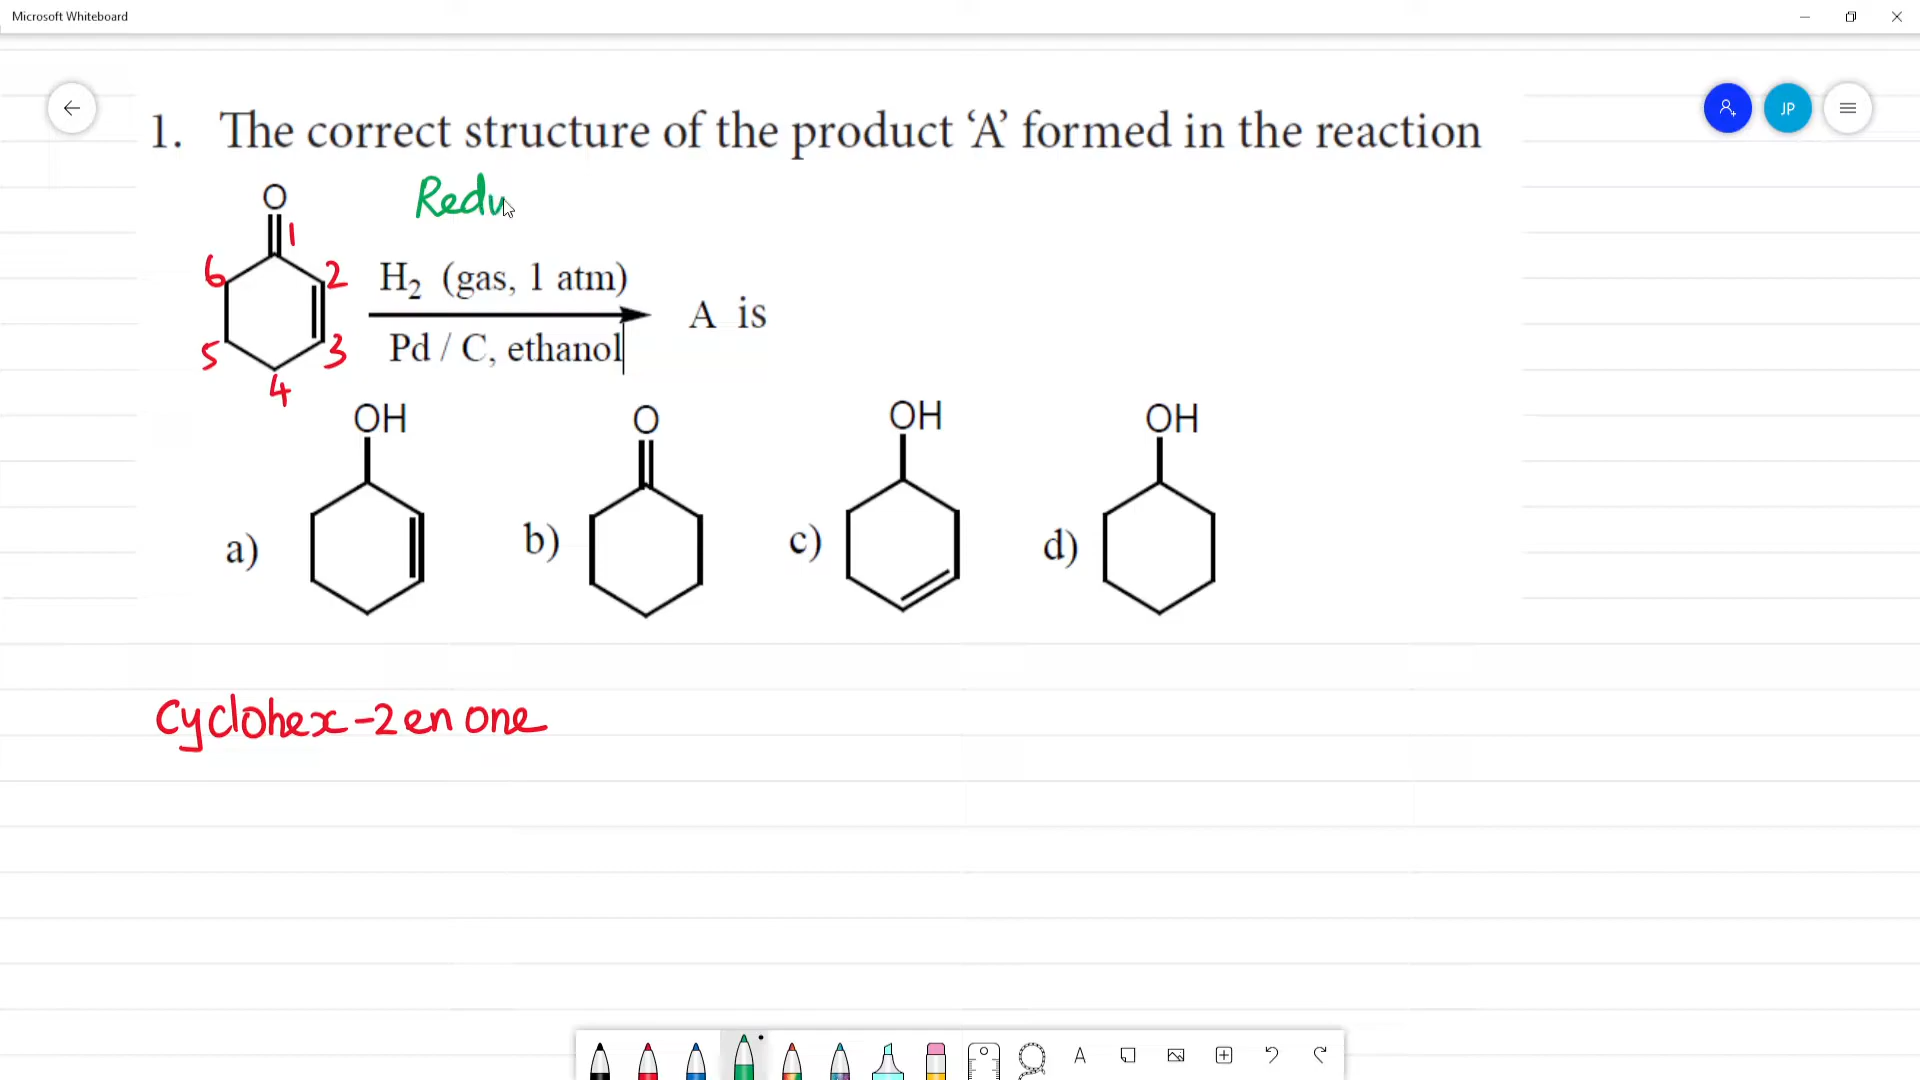 Microsoft Whiteboard
JP
1. The correct structure of the product ‘A’ formed in the reaction
Redu
O
1
6
2
5
3
4
H₂ (gas, 1 atm)
Pd / C, ethanol
A is
a)
OH
b)
O
c)
OH
d)
OH
Cyclohex-2en one
A